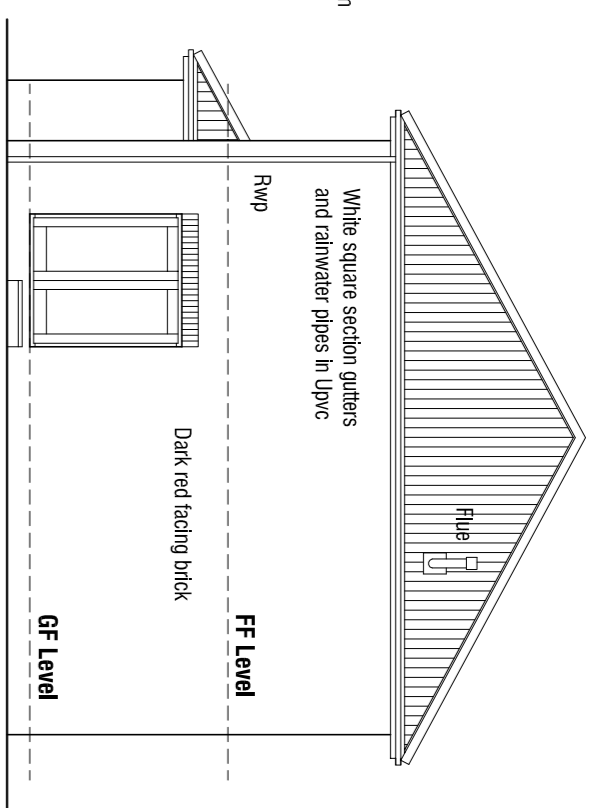 Flue
White square section gutters
and rainwater pipes in Upvc
Rwp
FF Level
Dark red facing brick
GF Level